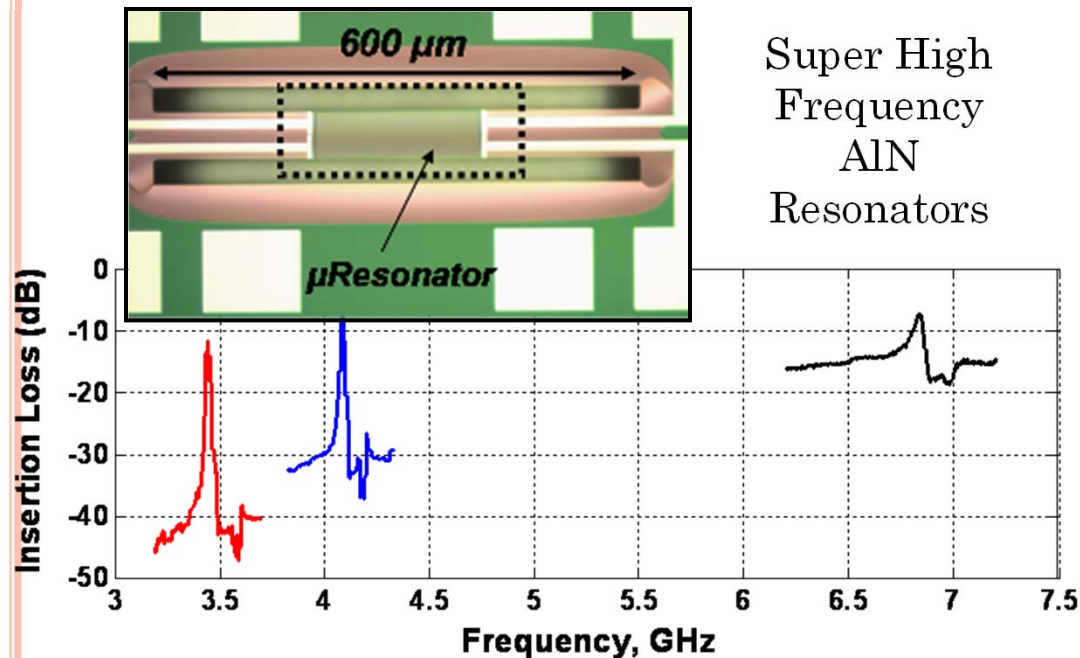 600 µm
µResonator
Super High
Frequency
AlN
Resonators
Insertion Loss (dB)
0
-10
-20
-30
-40
-50
3 3.5 4 4.5 5 5.5 6 6.5 7 7.5
Frequency, GHz